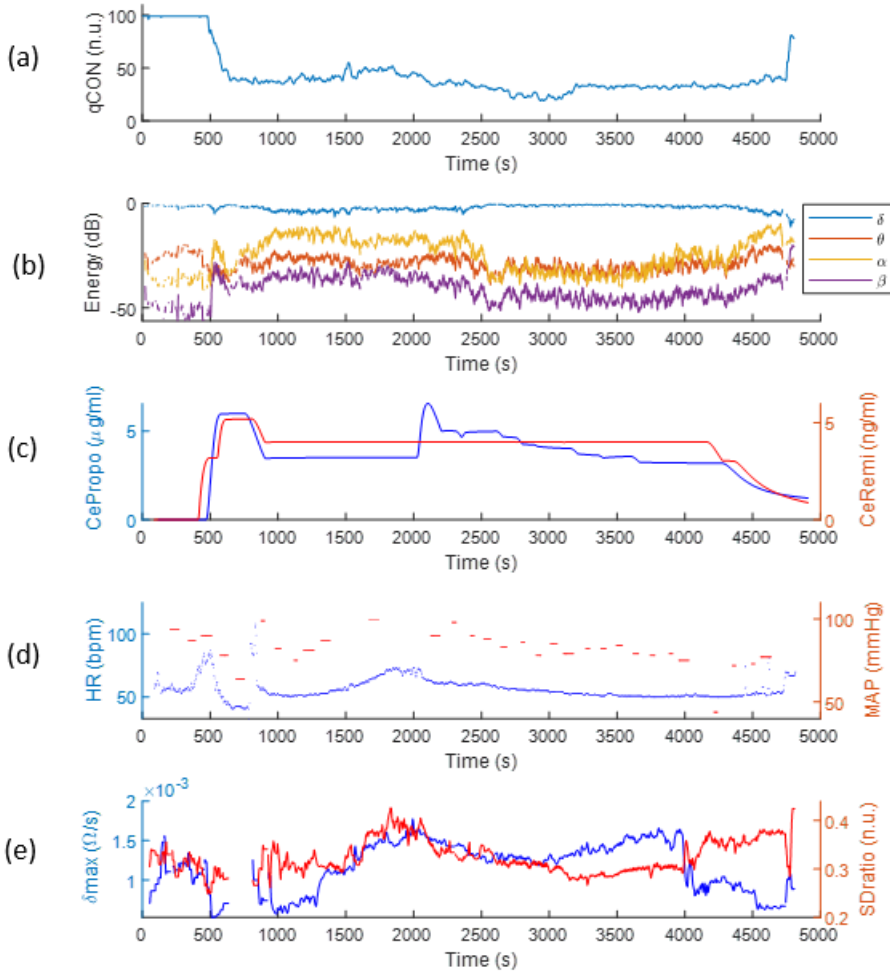 (a)
qCON (n.u.)
100
50
0
0 500 1000 1500 2000 2500 3000 3500 4000 4500 5000
Time (s)
(b)
Energy (dB)
0
-50
δ
θ
α
β
0 500 1000 1500 2000 2500 3000 3500 4000 4500 5000
Time (s)
(c)
CePropo (μg/ml)
5
0
CeRemi (ng/ml)
5
0
0 500 1000 1500 2000 2500 3000 3500 4000 4500 5000
Time (s)
(d)
HR (bpm)
100
50
MAP (mmHg)
100
50
0 500 1000 1500 2000 2500 3000 3500 4000 4500 5000
Time (s)
(e)
×10-3
δmax (Ω/s)
2
1.5
1
SDratio (n.u.)
0.4
0.3
0.2
0 500 1000 1500 2000 2500 3000 3500 4000 4500 5000
Time (s)